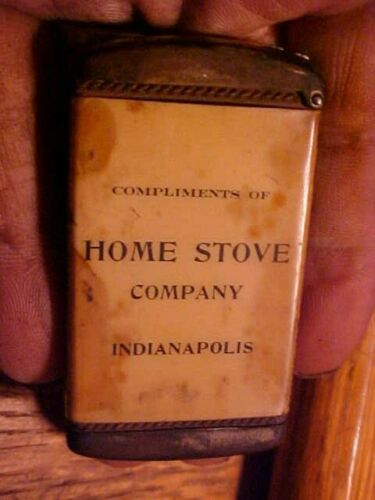 COMPLIMENTS OF
HOME STOVE
COMPANY
INDIANAPOLIS